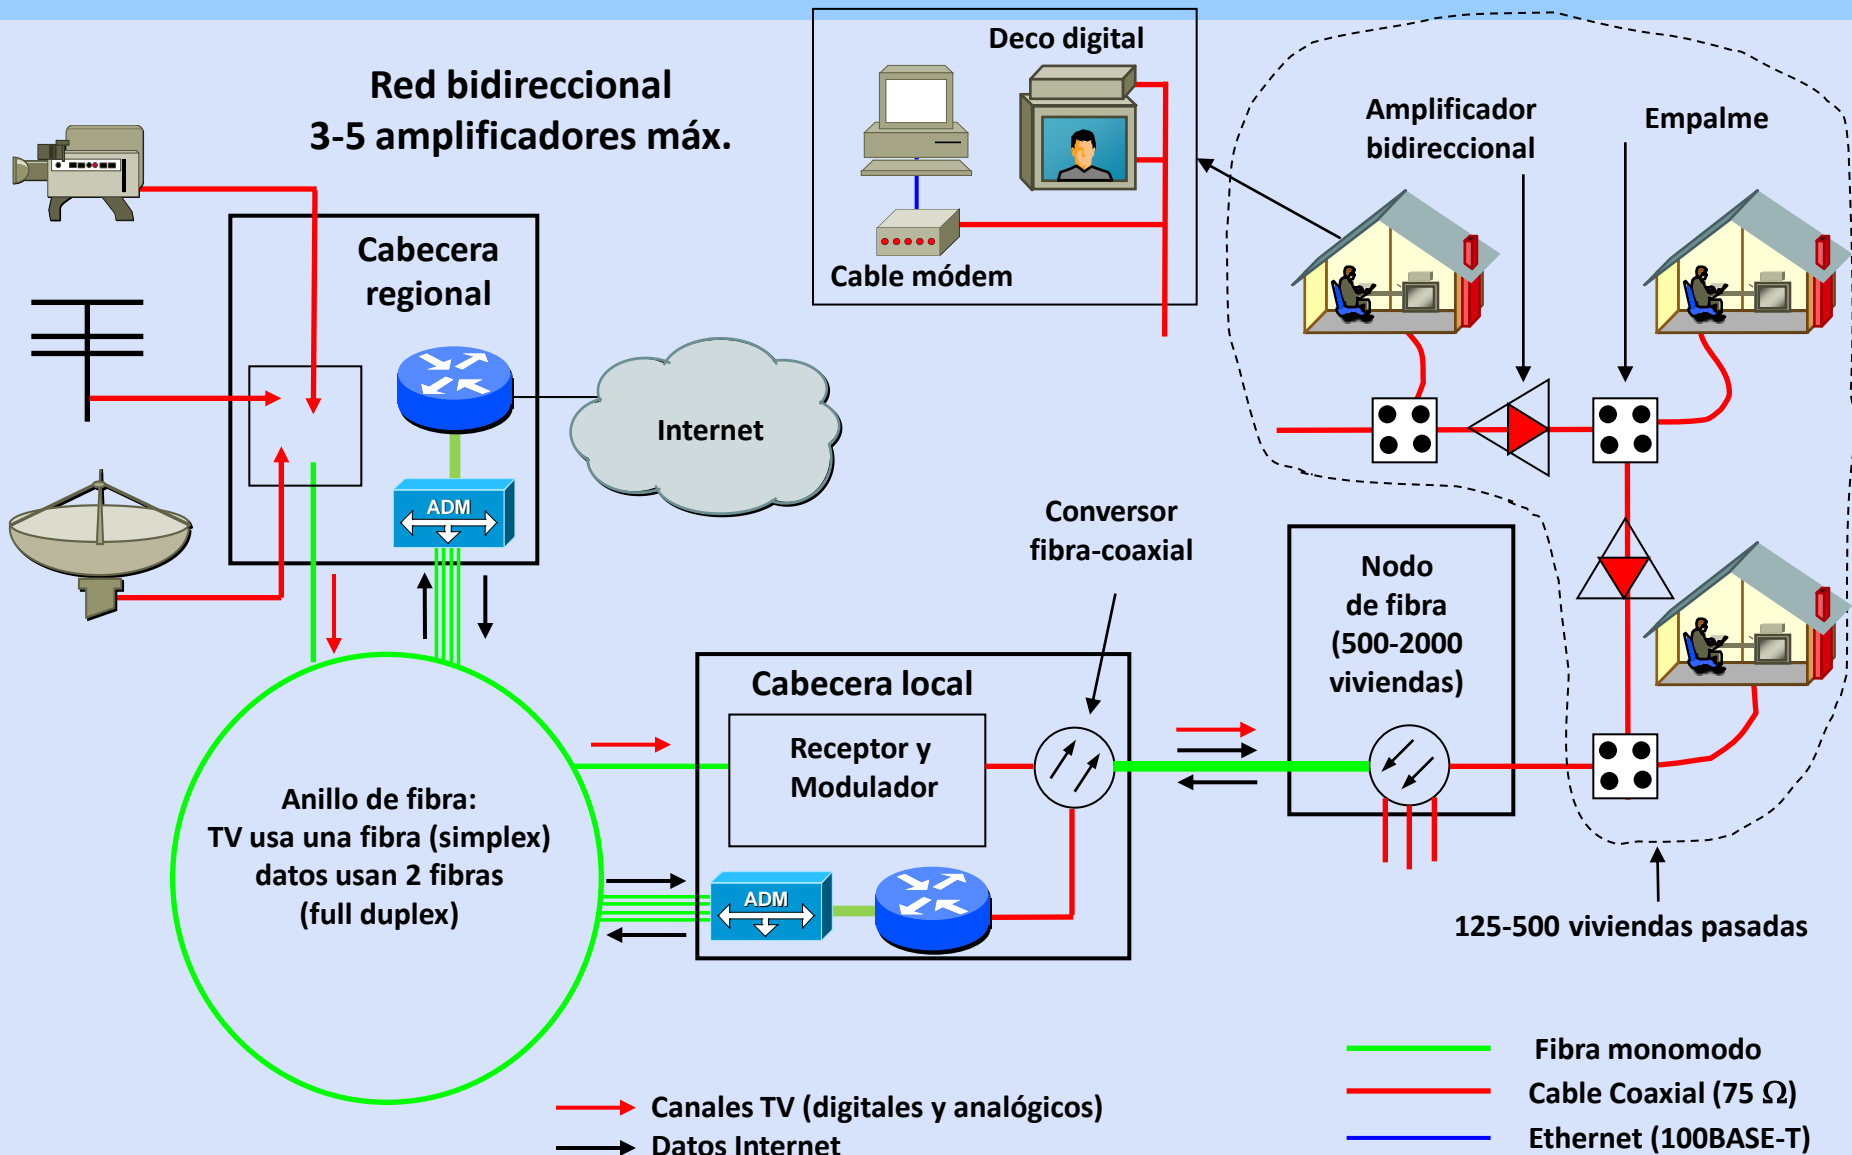 Red bidireccional
3-5 amplificadores máx.
Deco digital
Cable módem
Amplificador
bidireccional
Empalme
Cabecera
regional
ADM
Internet
Conversor
fibra-coaxial
Nodo
de fibra
(500-2000
viviendas)
Cabecera local
Receptor y
Modulador
ADM
Anillo de fibra:
TV usa una fibra (simplex)
datos usan 2 fibras
(full duplex)
125-500 viviendas pasadas
Canales TV (digitales y analógicos)
Datos Internet
Fibra monomodo
Cable Coaxial (75 Ω)
Ethernet (100BASE-T)